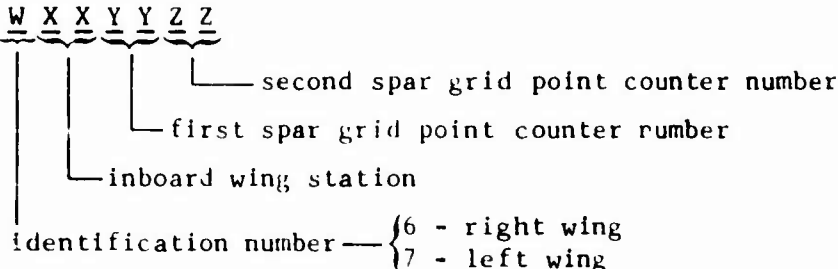 W X X Y Y Z Z
second spar grid point counter number
first spar grid point counter number
inboard wing station
identification number — { 6 - right wing
7 - left wing